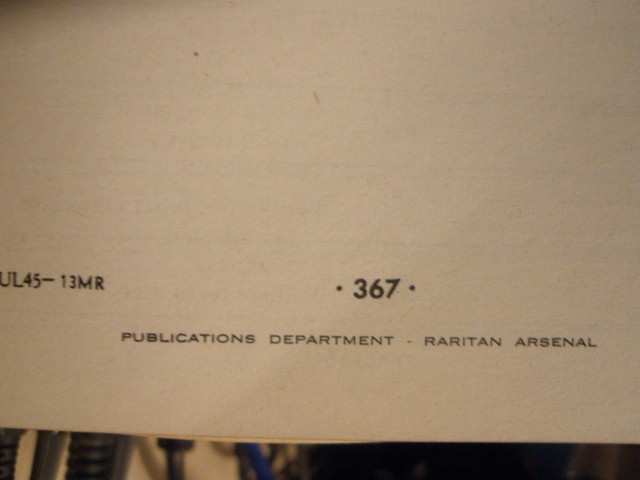 UL45— 13MR
· 367 ·
PUBLICATIONS DEPARTMENT - RARITAN ARSENAL